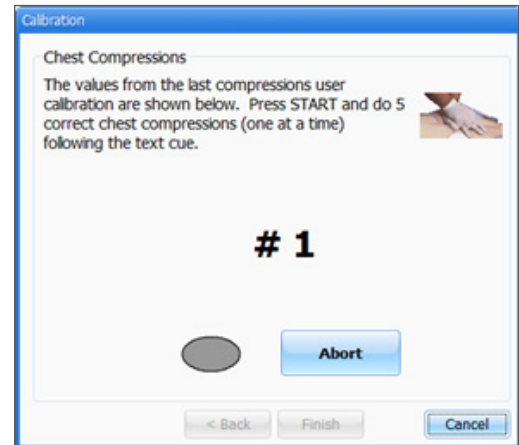 Calibration
Chest Compressions
The values from the last compressions user
calibration are shown below. Press START and do 5
correct chest compressions (one at a time)
following the text cue.
# 1
Abort
< Back
Finish
Cancel